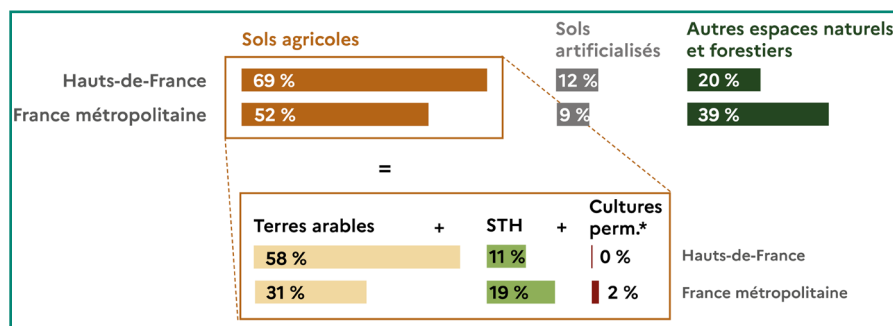 Sols agricoles
Sols
artificialisés
Autres espaces naturels
et forestiers
Hauts-de-France
69 %
12 %
20 %
France métropolitaine
52 %
9 %
39 %
=
Terres arables
+
STH
+
Cultures
perm.*
58 %
11 %
0 %
Hauts-de-France
31 %
19 %
2 %
France métropolitaine